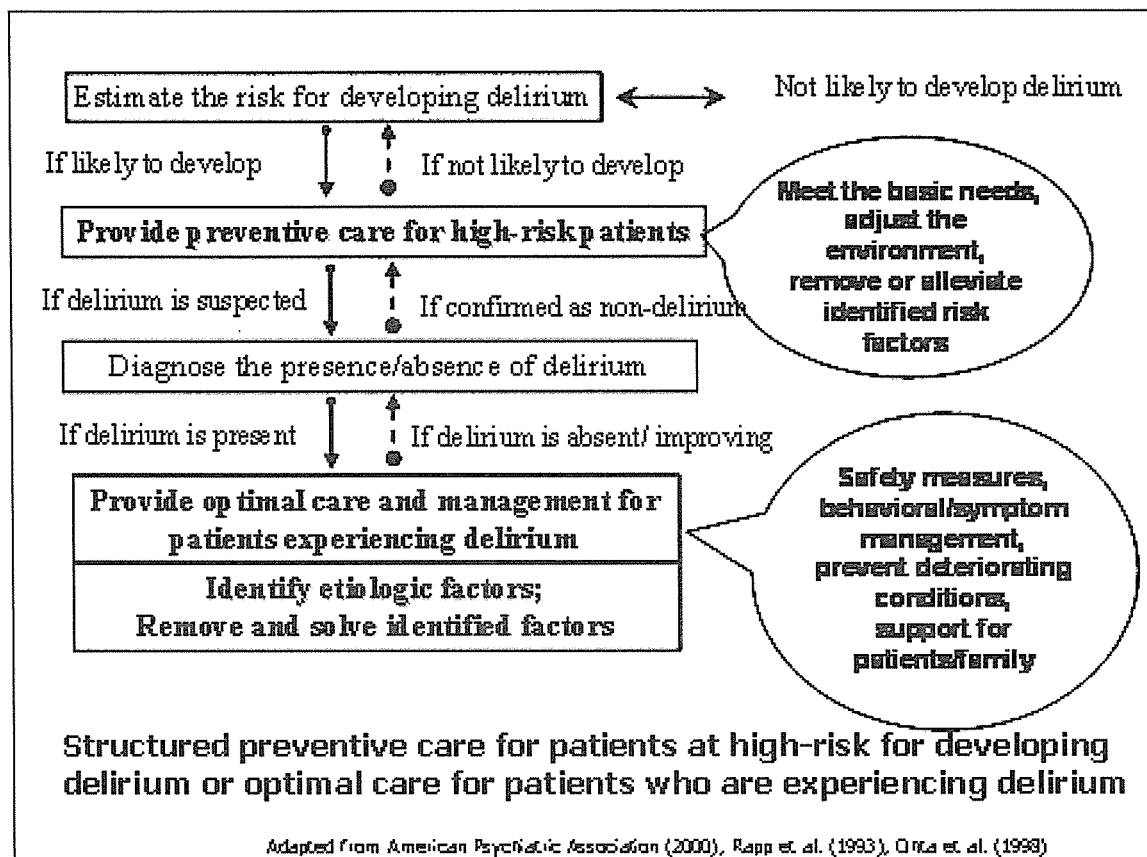 Estimate the risk for developing delirium
Not likely to develop delirium
If likely to develop
If not likely to develop
Provide preventive care for high-risk patients
Meet the basic needs,
adjust the
environment,
remove or alleviate
identified risk
factors
If delirium is suspected
If confirmed as non-delirium
Diagnose the presence/absence of delirium
If delirium is present
If delirium is absent/ improving
Provide optimal care and management for
patients experiencing delirium
Identify etiologic factors;
Remove and solve identified factors
Safety measures,
behavioral/symptom
management,
prevent deteriorating
conditions,
support for
patients/family
Structured preventive care for patients at high-risk for developing
delirium or optimal care for patients who are experiencing delirium
Adapted from American Psychiatric Association (2000), Rapp et al. (1993), et al. (1998)